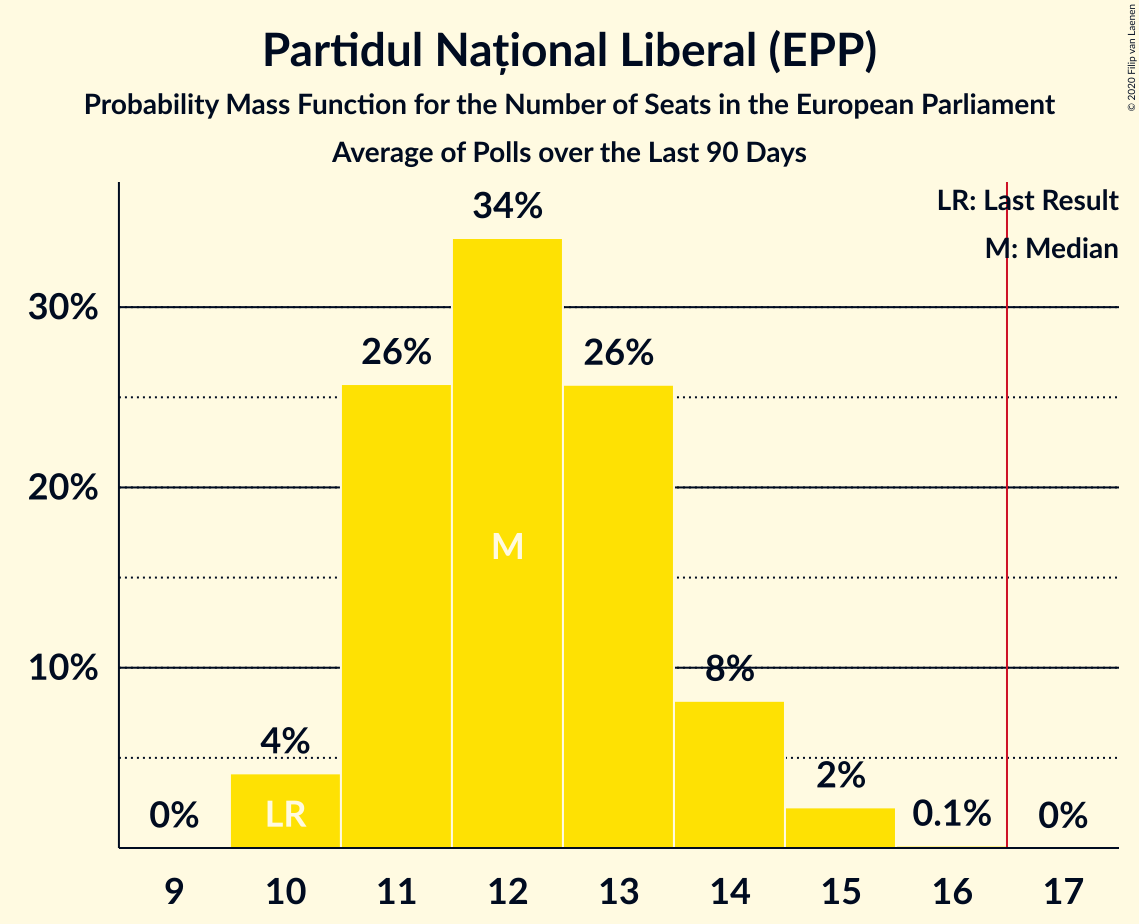 Partidul Național Liberal (EPP)
Probability Mass Function for the Number of Seats in the European Parliament
Average of Polls over the Last 90 Days
© 2020 Filip van Laenen
LR: Last Result
M: Median
34%
30%
26%
26%
20%
M
10%
8%
4%
2%
0%
LR
0.1%
0%
9 10 11 12 13 14 15 16 17